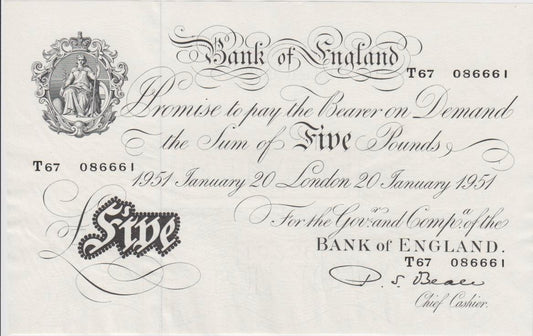 Bank of England
T67 086661
I Promise to pay the Bearer on Demand
the Sum of Five Pounds
T67 086661
1951 January 20 London 20 January 1951
For the Govr. and Compa. of the
BANK OF ENGLAND.
£Five
T67 086661
P. S. Beale
Chief Cashier.